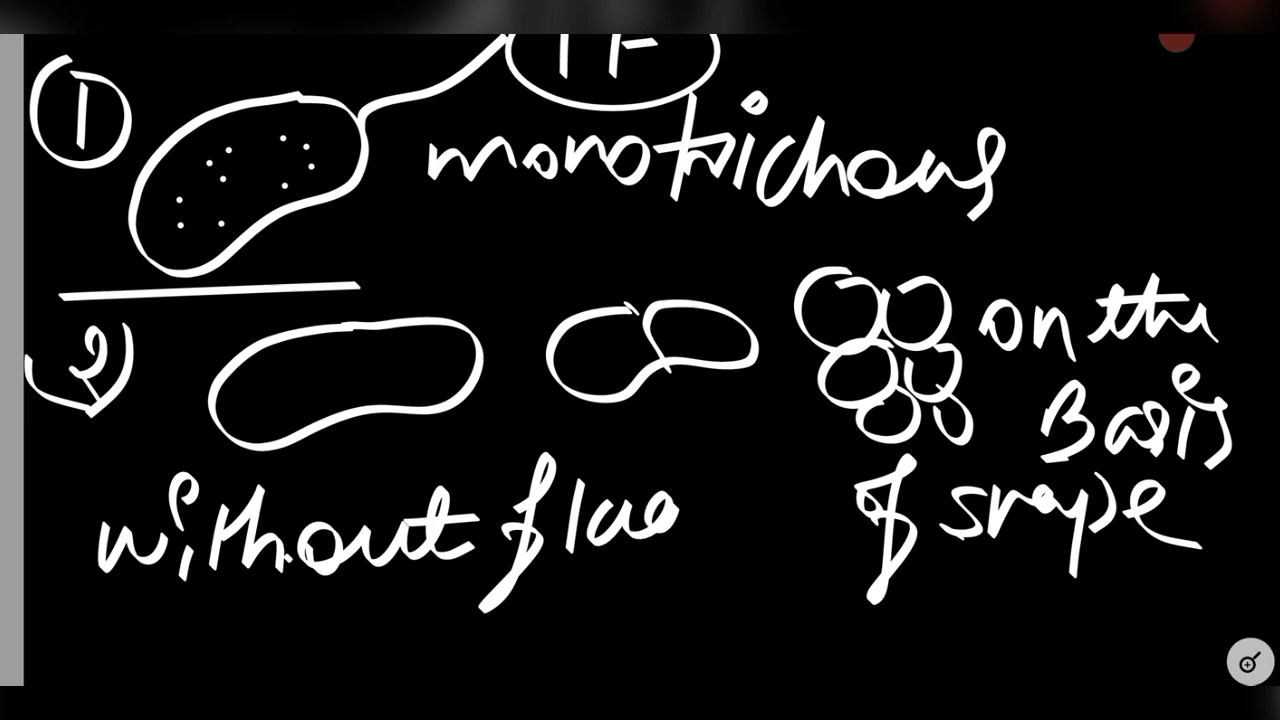 1
monotrichous
2
on the
Basis
without flae
of shape